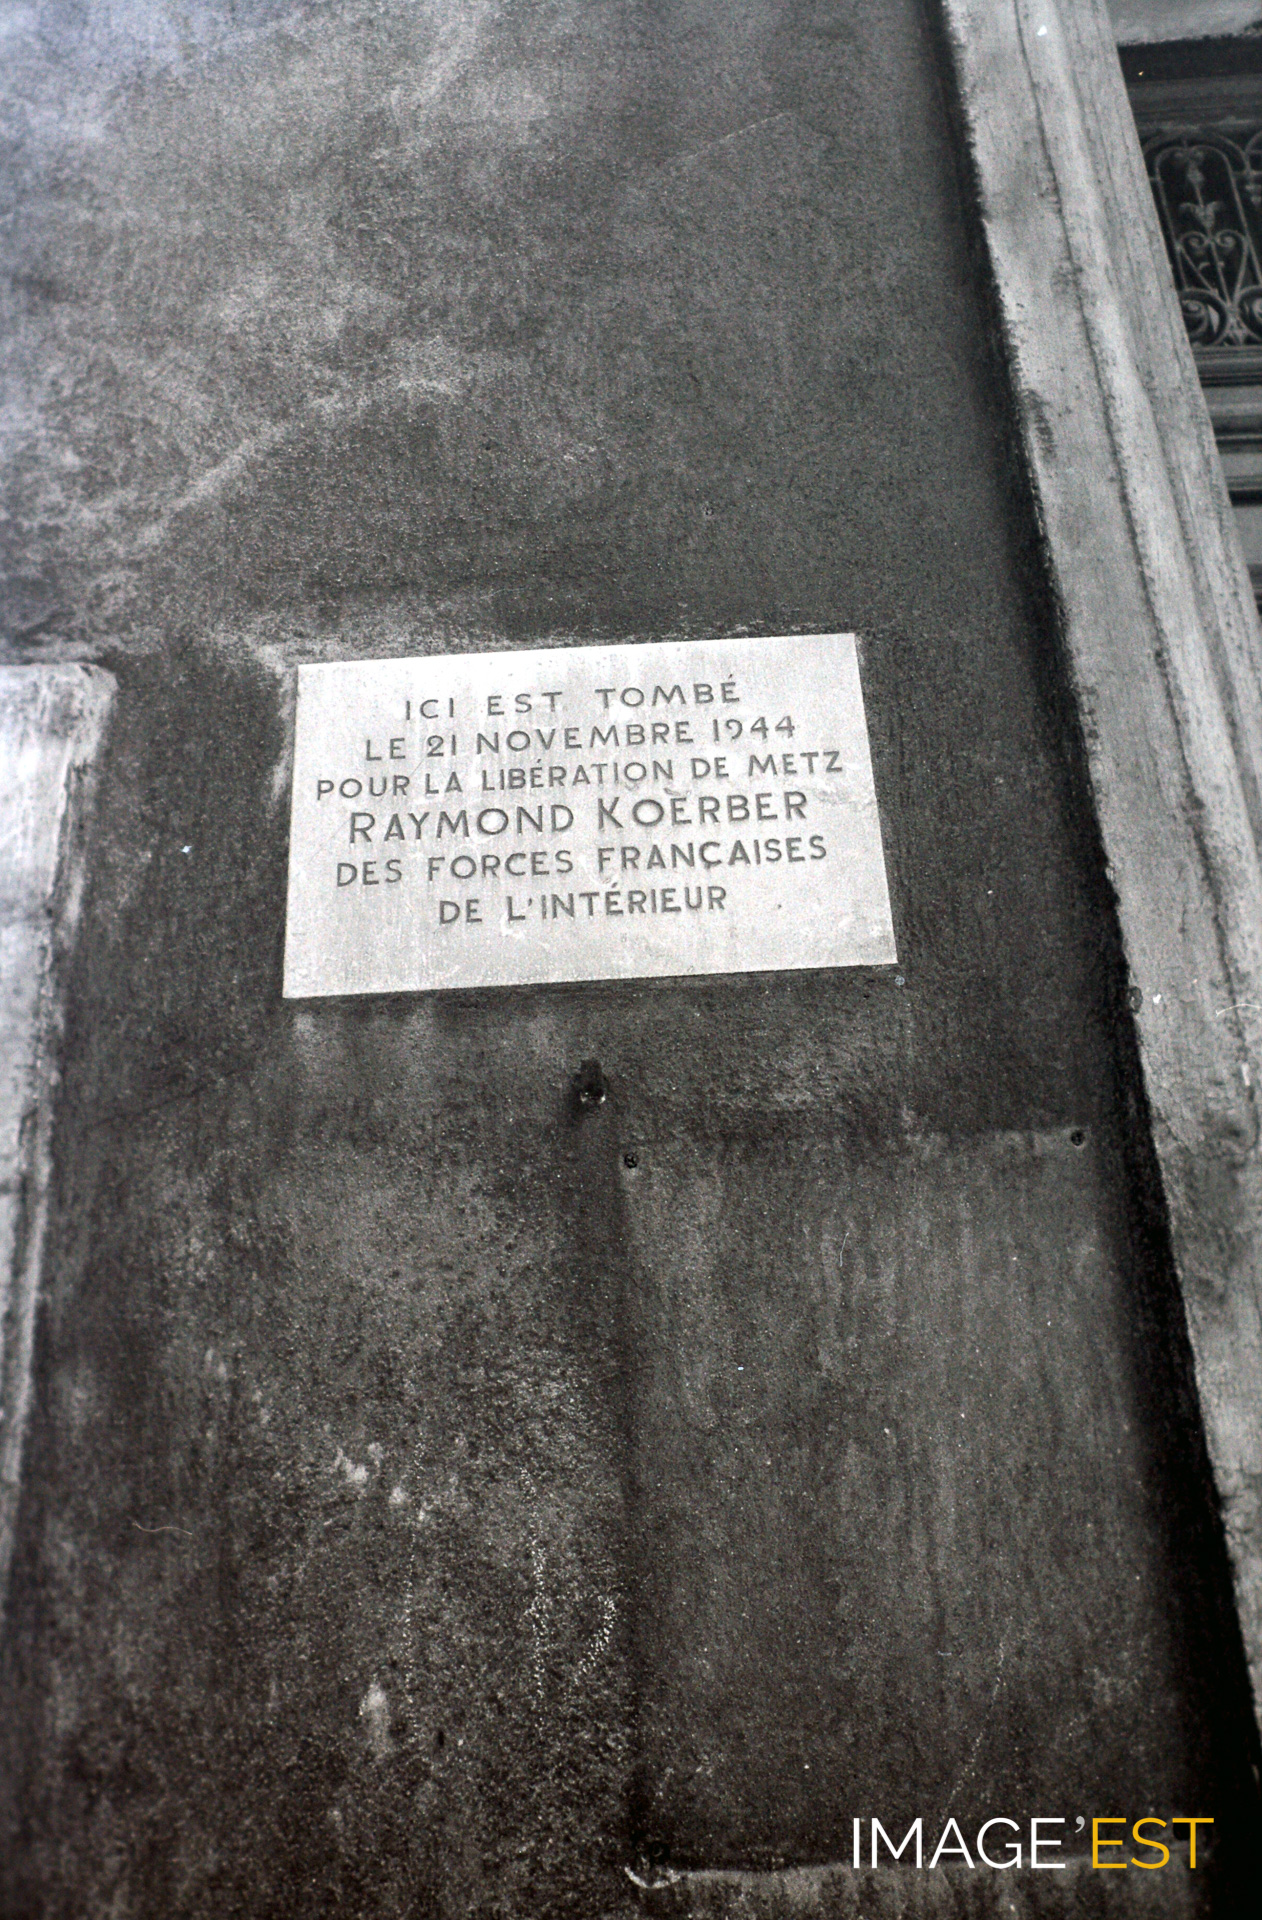 ICI EST TOMBÉ
LE 21 NOVEMBRE 1944
POUR LA LIBÉRATION DE METZ
RAYMOND KOERBER
DES FORCES FRANÇAISES
DE L'INTÉRIEUR
IMAGE'EST